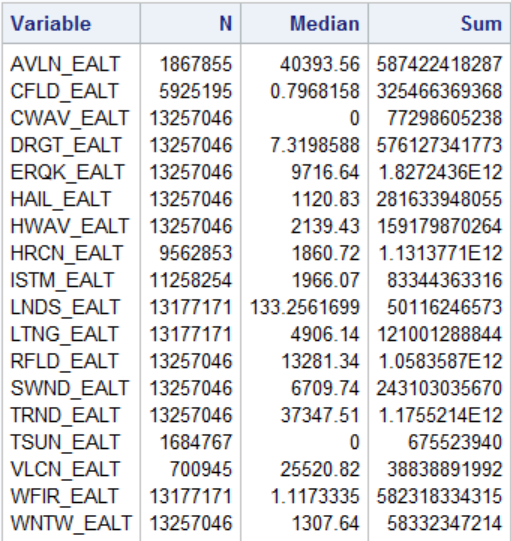 Variable N Median Sum
AVLN_EALT 1867855 40393.56 587422418287
CFLD_EALT 5925195 0.7968158 325466369368
CWAV_EALT 13257046 0 77298605238
DRGT_EALT 13257046 7.3198588 576127341773
ERQK_EALT 13257046 9716.64 1.8272436E12
HAIL_EALT 13257046 1120.83 281633948055
HWAV_EALT 13257046 2139.43 159179870264
HRCN_EALT 9562853 1860.72 1.1313771E12
ISTM_EALT 11258254 1966.07 83344363316
LNDS_EALT 13177171 133.2561699 50116246573
LTNG_EALT 13177171 4906.14 121001288844
RFLD_EALT 13257046 13281.34 1.0583587E12
SWND_EALT 13257046 6709.74 243103035670
TRND_EALT 13257046 37347.51 1.1755214E12
TSUN_EALT 1684767 0 675523940
VLCN_EALT 700945 25520.82 38838891992
WFIR_EALT 13177171 1.1173335 582318334315
WNTW_EALT 13257046 1307.64 58332347214